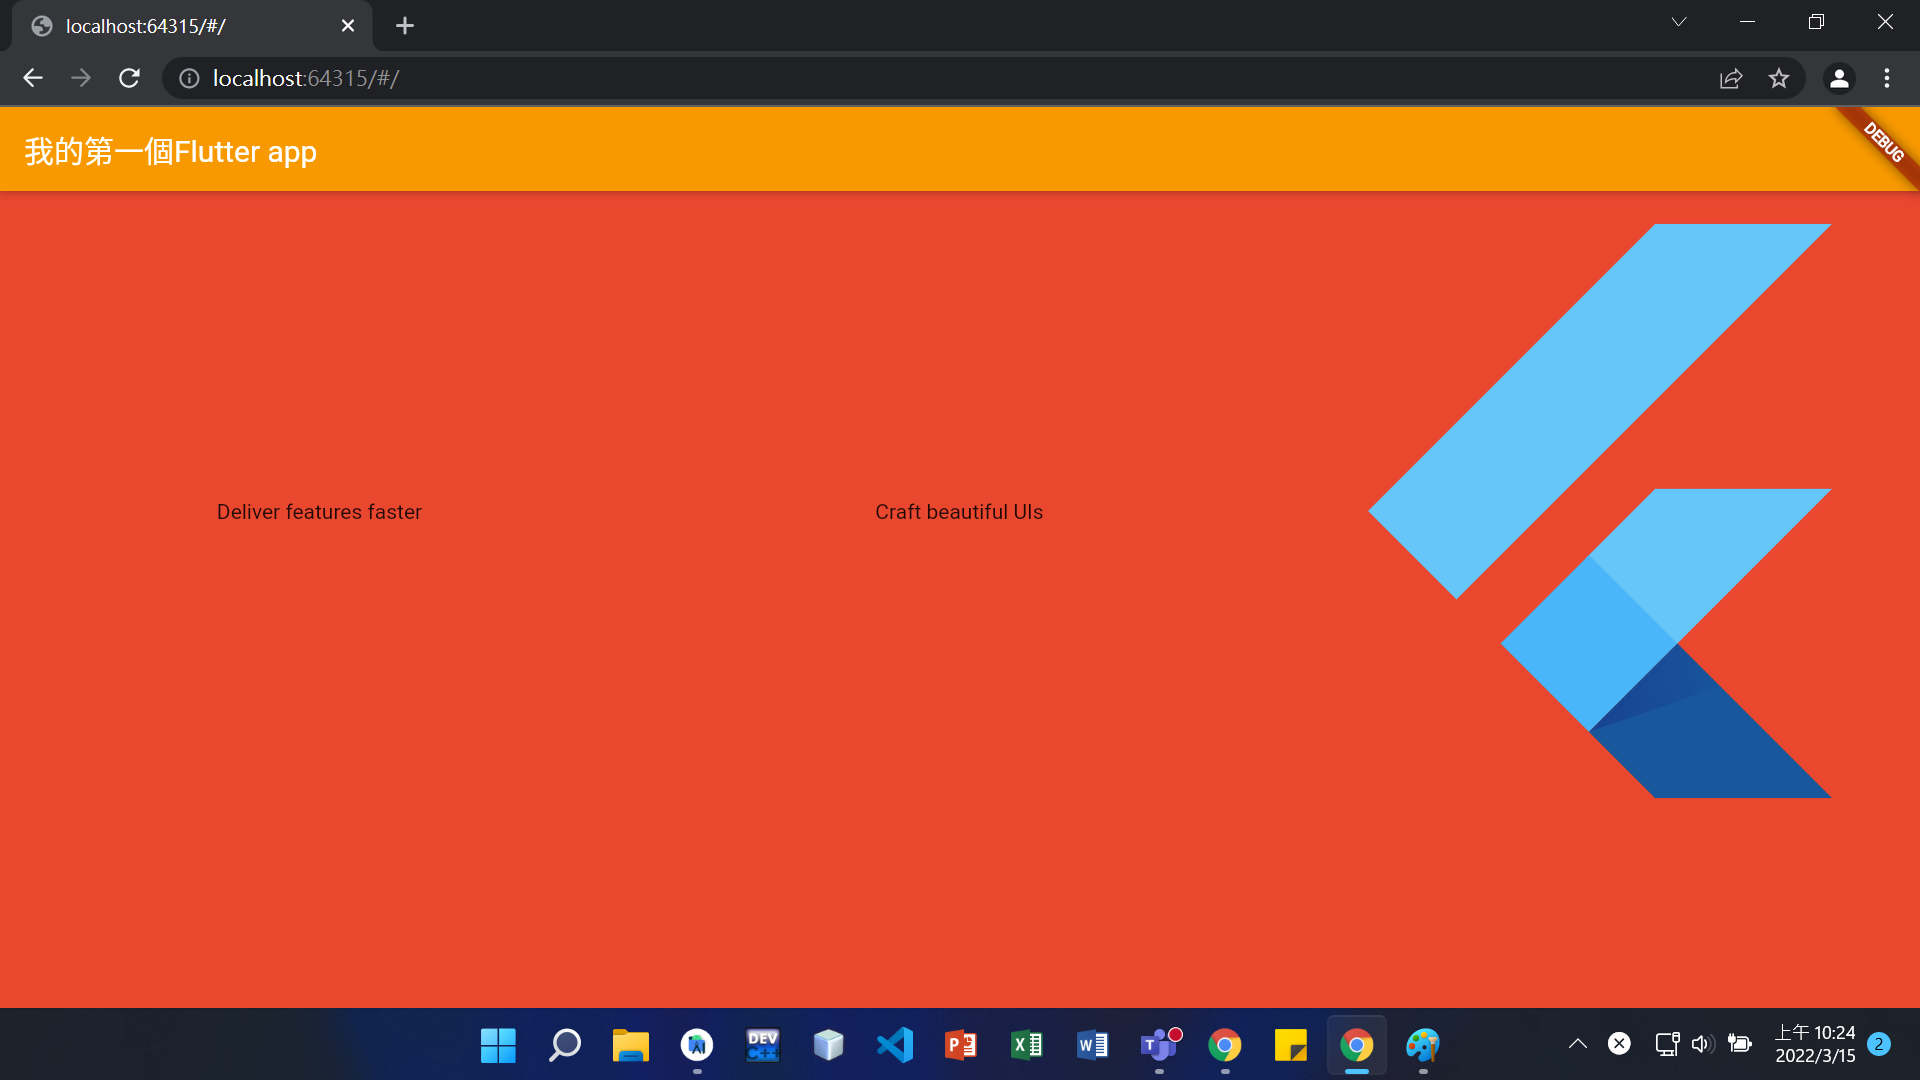 localhost:64315/#/
localhost:64315/#/
我的第一個Flutter app
DEBUG
Deliver features faster
Craft beautiful UIs
AI
DEV
C++
P
X
W
T
上午 10:24
2022/3/15
2